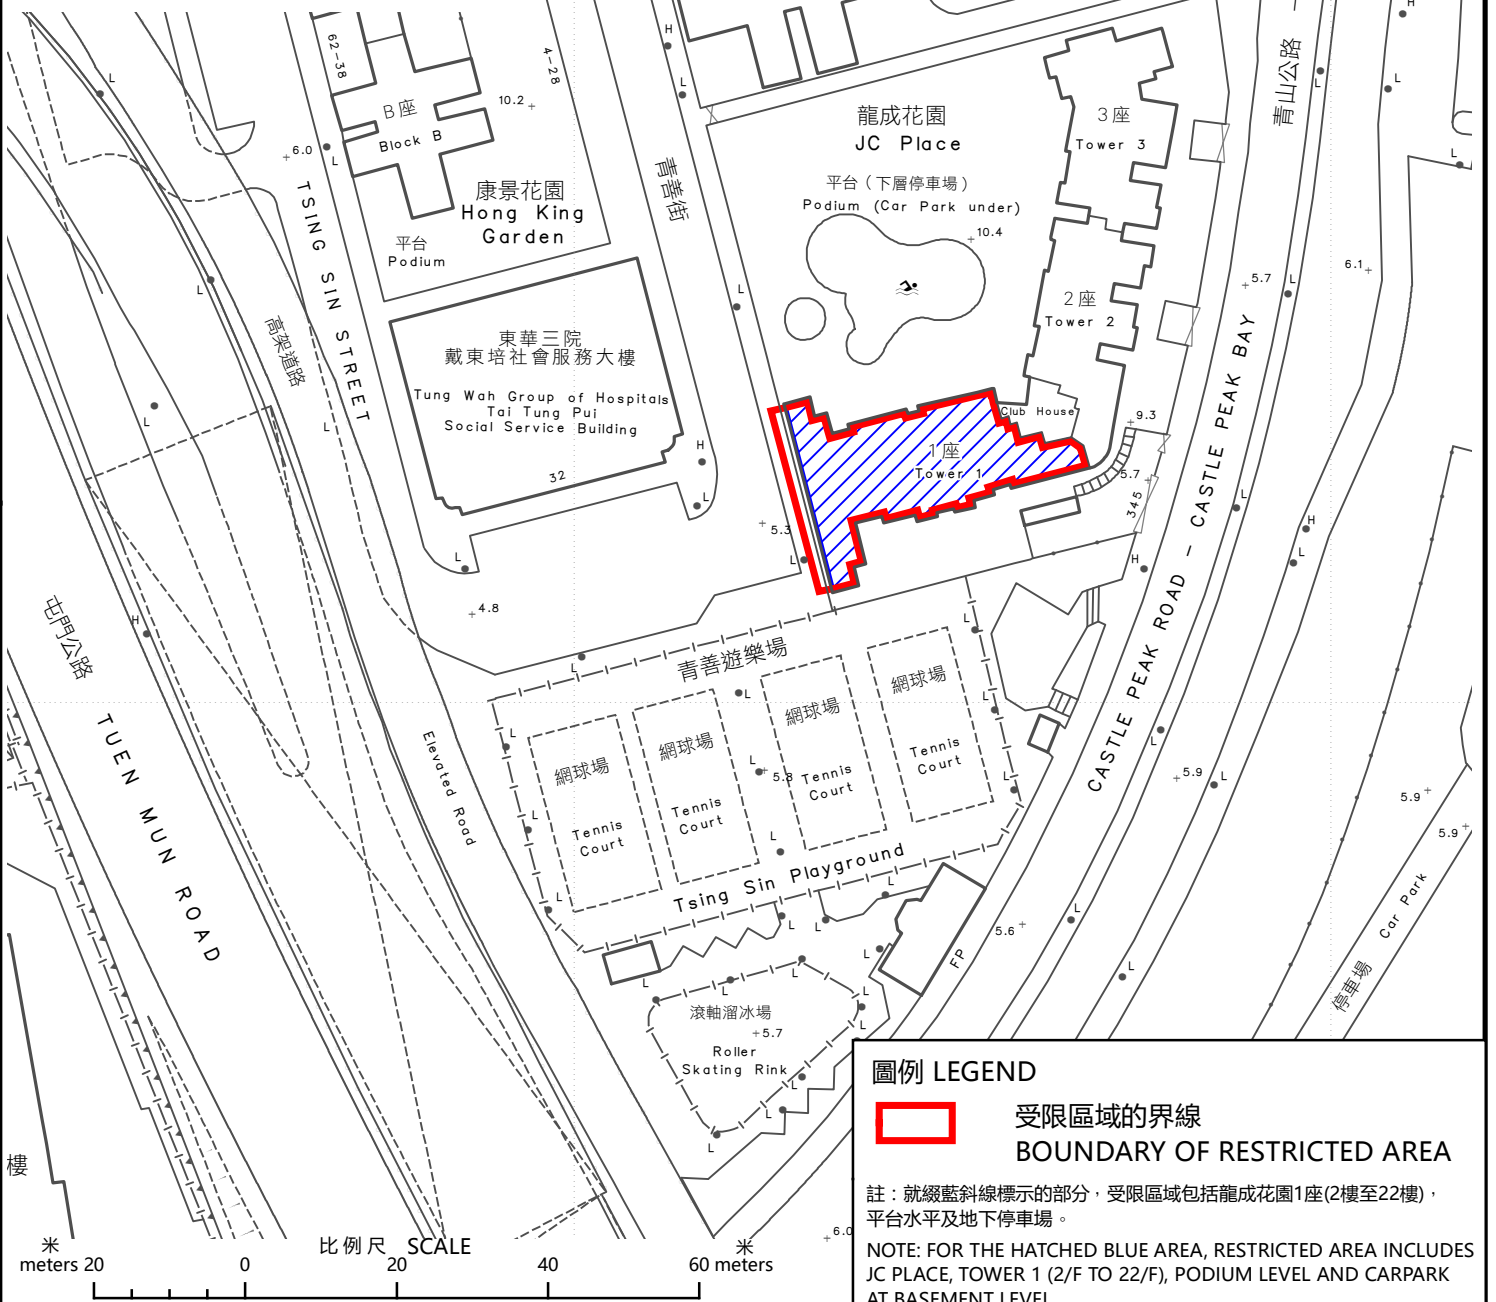 62-38
B座
Block B
10.2
4-28
6.0
康景花園
Hong King
Garden
平台
Podium
TSING SIN STREET
高架道路
青善街
龍成花園
JC Place
平台（下層停車場）
Podium (Car Park under)
10.4
3座
Tower 3
2座
Tower 2
青山公路
5.7
6.1
東華三院
戴東培社會服務大樓
Tung Wah Group of Hospitals
Tai Tung Pui
Social Service Building
32
Club House
1座
Tower 1
9.3
5.7
345
5.3
4.8
CASTLE PEAK ROAD - CASTLE PEAK BAY
屯門公路
TUEN MUN ROAD
Elevated Road
青善遊樂場
網球場
Tennis
Court
網球場
Tennis
Court
網球場
Tennis
Court
網球場
Tennis
Court
5.8
Tsing Sin Playground
5.9
5.9
5.9
5.6
FP
停車場
Car Park
滾軸溜冰場
5.7
Roller
Skating Rink
樓
6.0
比例尺 SCALE
米
meters 20 0 20 40 60 meters
米
圖例 LEGEND
受限區域的界線
BOUNDARY OF RESTRICTED AREA
註：就綴藍斜線標示的部分，受限區域包括龍成花園1座(2樓至22樓)，
平台水平及地下停車場。
NOTE: FOR THE HATCHED BLUE AREA, RESTRICTED AREA INCLUDES
JC PLACE, TOWER 1 (2/F TO 22/F), PODIUM LEVEL AND CARPARK
AT BASEMENT LEVEL